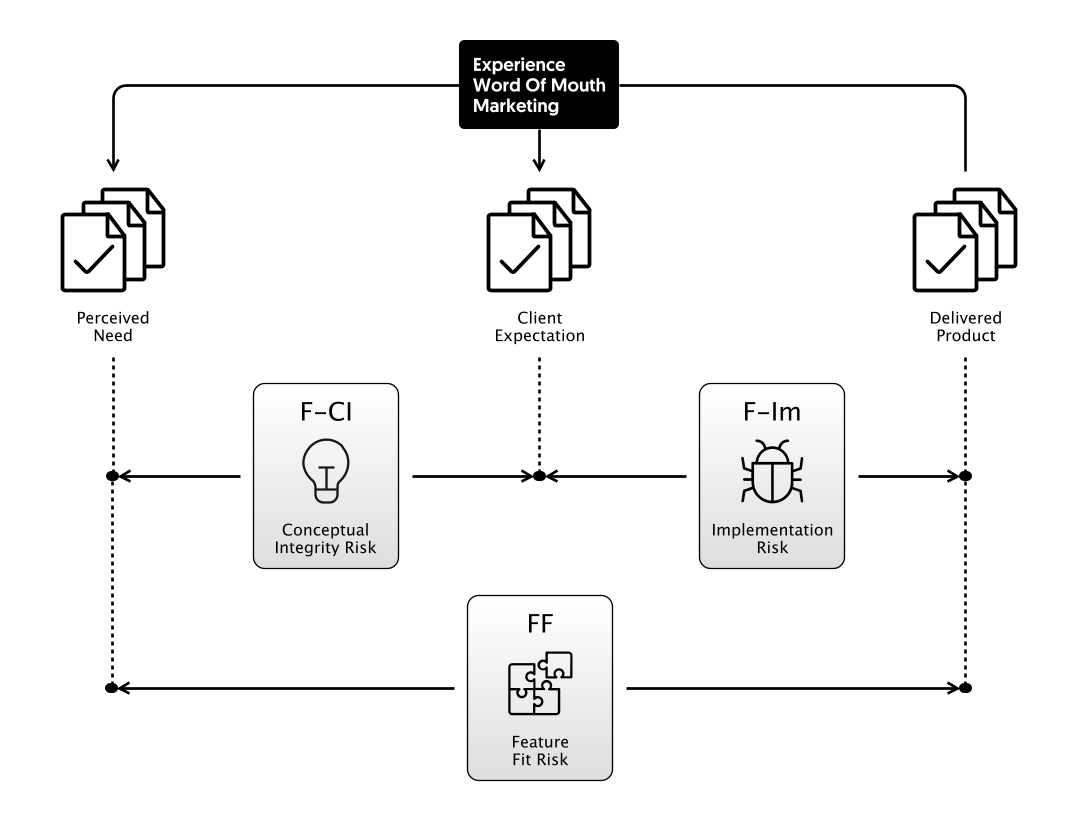 Experience
Word Of Mouth
Marketing
Perceived
Need
Client
Expectation
Delivered
Product
F-CI
Conceptual
Integrity Risk
F-Im
Implementation
Risk
FF
Feature
Fit Risk